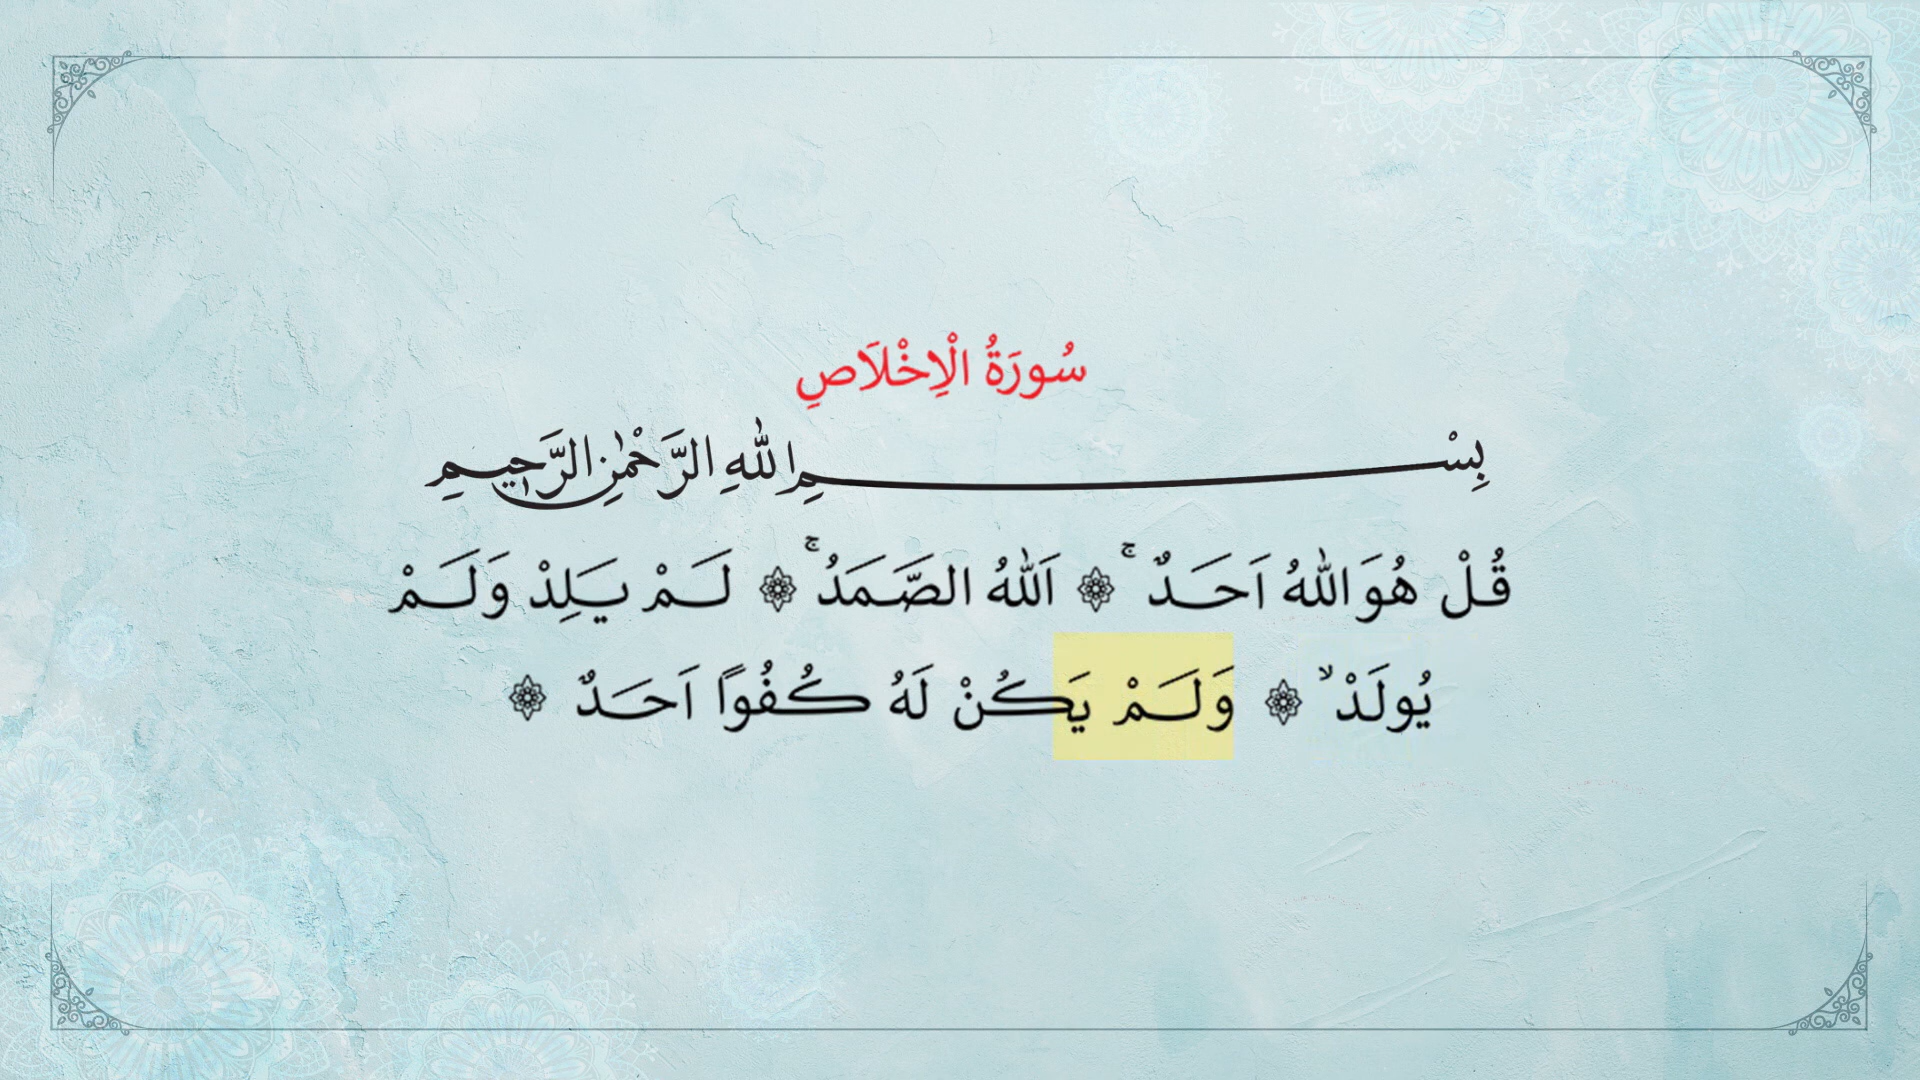 سُورَةُ الْاِخْلَاصِ
بِسْمِ اللّٰهِ الرَّحْمٰنِ الرَّحِيمِ
قُلْ هُوَ اللّٰهُ اَحَدٌ ۚ ۞ اَللّٰهُ الصَّمَدُ ۚ ۞ لَمْ يَلِدْ وَلَمْ
يُولَدْ ۙ ۞ وَلَمْ يَكُنْ لَهُ كُفُوًا اَحَدٌ ۞